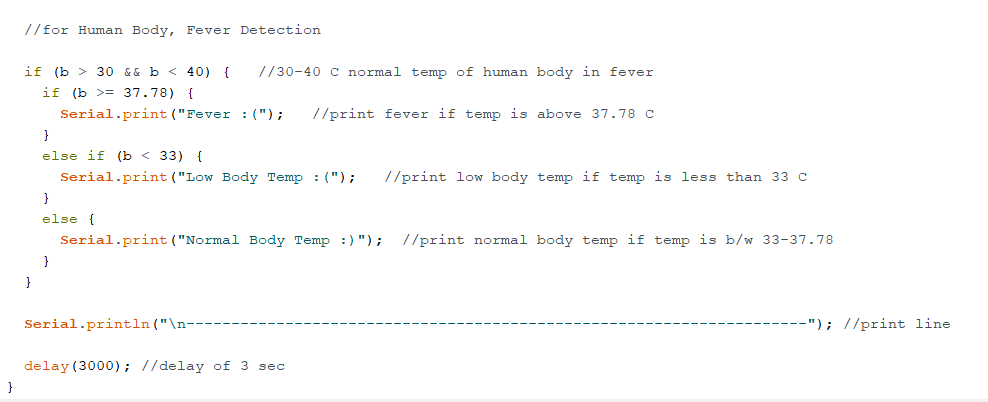 //for Human Body, Fever Detection
if (b > 30 && b < 40) {   //30-40 C normal temp of human body in fever
if (b >= 37.78) {
Serial.print("Fever :(");   //print fever if temp is above 37.78 C
}
else if (b < 33) {
Serial.print("Low Body Temp :(");   //print low body temp if temp is less than 33 C
}
else {
Serial.print("Normal Body Temp :)");  //print normal body temp if temp is b/w 33-37.78
}
}
Serial.println("\n---------------------------------------------------------------------"); //print line
delay(3000); //delay of 3 sec
}